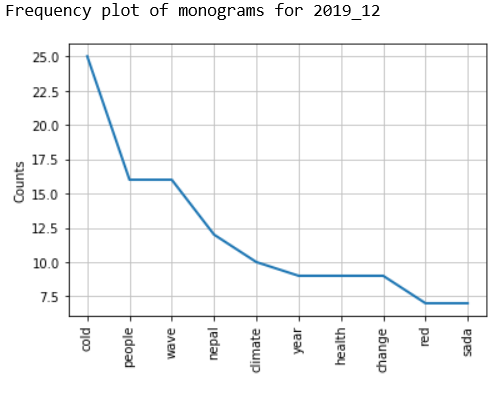 Frequency plot of monograms for 2019_12
25.0
22.5
20.0
17.5
15.0
12.5
10.0
7.5
Counts
cold
people
wave
nepal
climate
year
health
change
red
sada